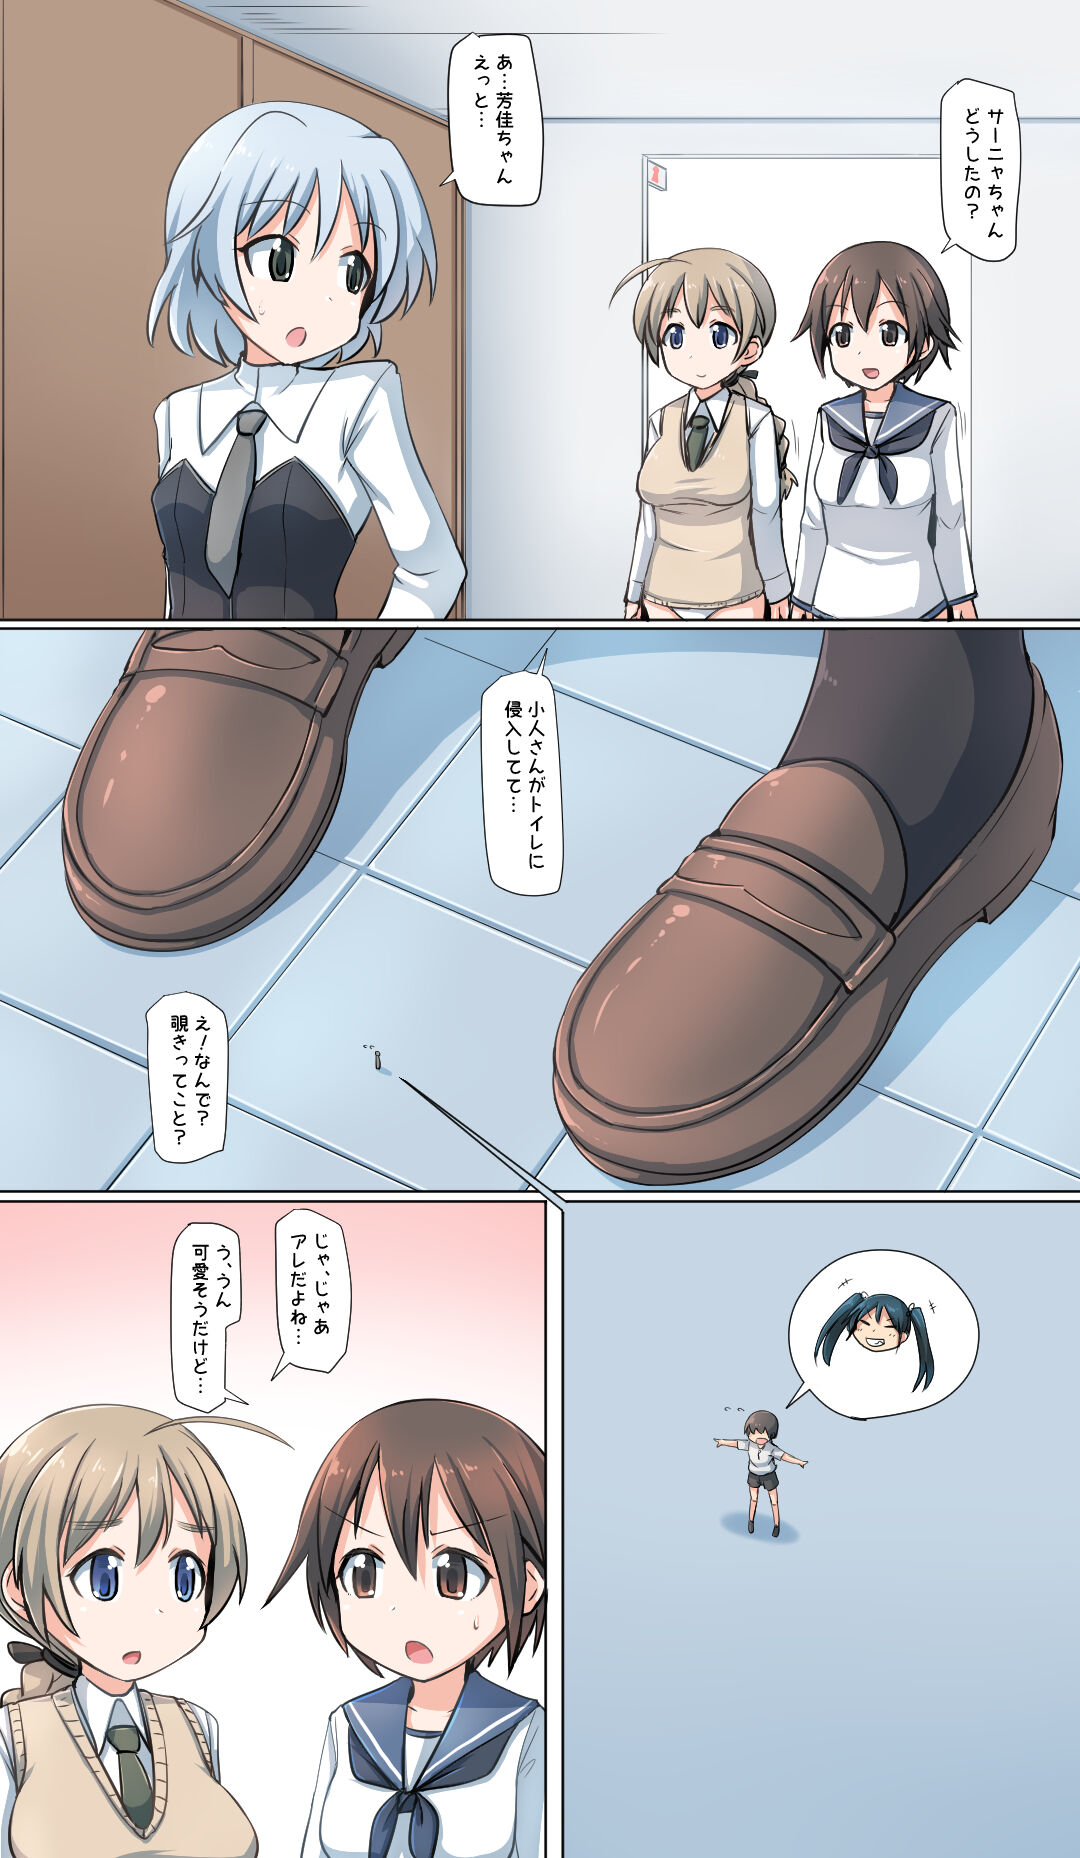 サーニャちゃん
どうしたの?
あ…芳佳ちゃん
えっと…
小人さんがトイレに
侵入してて…
え!なんで?
覗きってこと?
じゃ、じゃあ
アレだよね…
う、うん
可愛そうだけど…